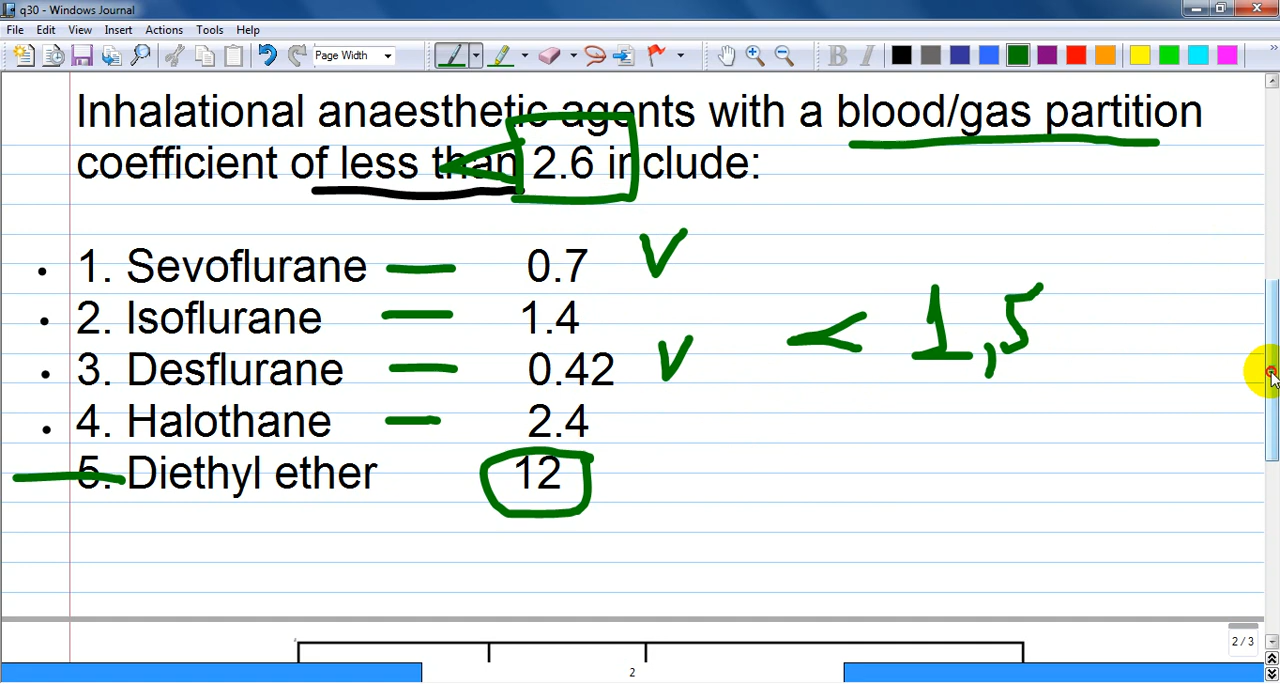 q30 - Windows Journal
File Edit View Insert Actions Tools Help
Page Width B I
Inhalational anaesthetic agents with a blood/gas partition
coefficient of less than 2.6 include:
• 1. Sevoflurane — 0.7 V
• 2. Isoflurane — 1.4 < 1,5
• 3. Desflurane — 0.42 V
• 4. Halothane — 2.4
5. Diethyl ether 12
2 / 3
2